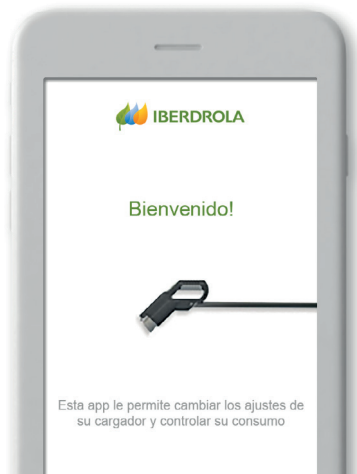 IBERDROLA
Bienvenido!
Esta app le permite cambiar los ajustes de
su cargador y controlar su consumo